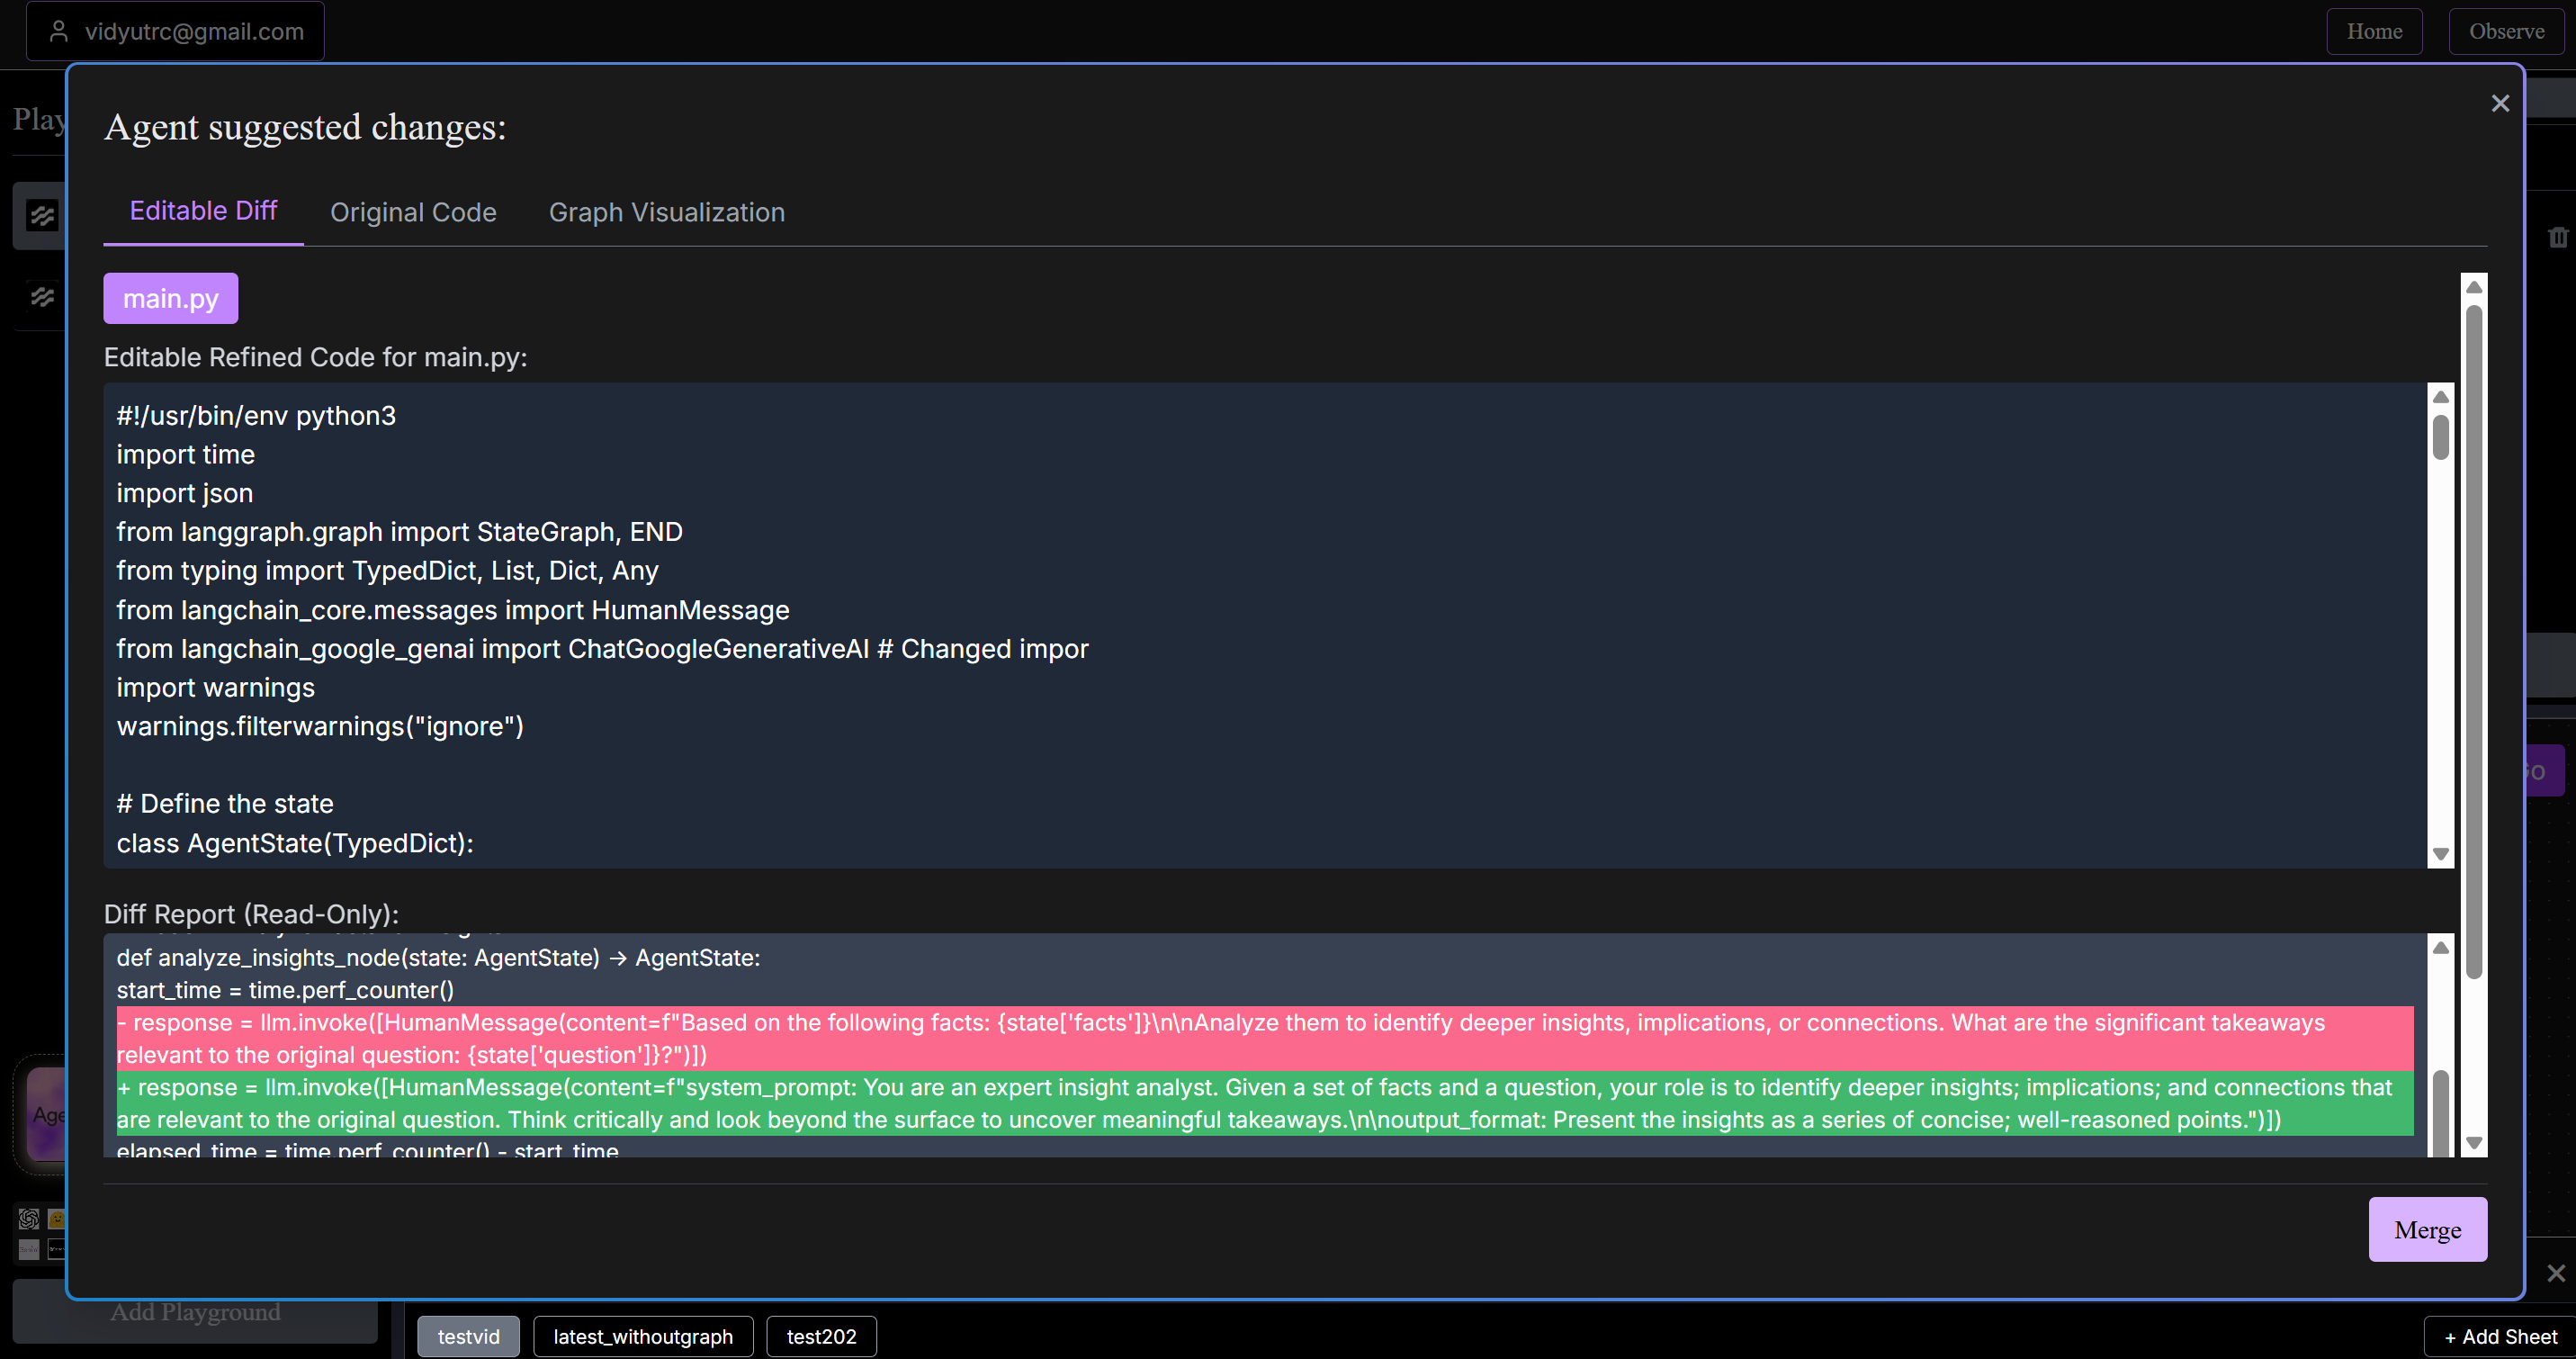 vidyutrc@gmail.com
Home
Observe
Play
Agent suggested changes:
Editable Diff
Original Code
Graph Visualization
main.py
Editable Refined Code for main.py:
#!/usr/bin/env python3
import time
import json
from langgraph.graph import StateGraph, END
from typing import TypedDict, List, Dict, Any
from langchain_core.messages import HumanMessage
from langchain_google_genai import ChatGoogleGenerativeAI # Changed impor
import warnings
warnings.filterwarnings("ignore")
# Define the state
class AgentState(TypedDict):
Diff Report (Read-Only):
def analyze_insights_node(state: AgentState) → AgentState:
start_time = time.perf_counter()
- response = llm.invoke([HumanMessage(content=f"Based on the following facts: {state['facts']}\n\nAnalyze them to identify deeper insights, implications, or connections. What are the significant takeaways
relevant to the original question: {state['question']}?")])
+ response = llm.invoke([HumanMessage(content=f"system_prompt: You are an expert insight analyst. Given a set of facts and a question, your role is to identify deeper insights; implications; and connections that
are relevant to the original question. Think critically and look beyond the surface to uncover meaningful takeaways.\n\noutput_format: Present the insights as a series of concise; well-reasoned points.")])
elapsed_time = time.perf_counter() - start_time
Age
Merge
Add Playground
testvid
latest_withoutgraph
test202
+ Add Sheet